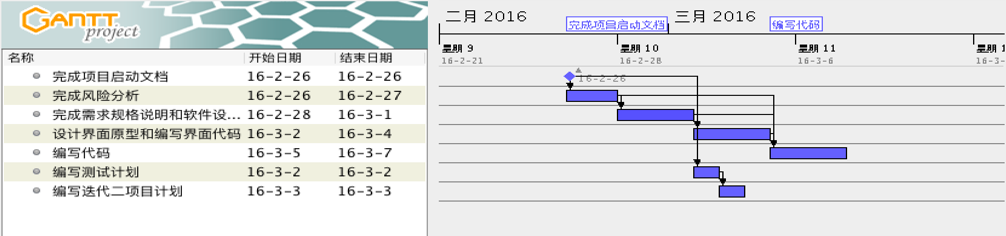 GANTT
project
名称 开始日期 结束日期
完成项目启动文档 16-2-26 16-2-26
完成风险分析 16-2-26 16-2-27
完成需求规格说明和软件设... 16-2-28 16-3-1
设计界面原型和编写界面代码 16-3-2 16-3-4
编写代码 16-3-5 16-3-7
编写测试计划 16-3-2 16-3-2
编写迭代二项目计划 16-3-3 16-3-3
二月 2016 三月 2016
完成项目启动文档 编写代码
星期 9 星期 10 星期 11 星期 1
16-2-21 16-2-28 16-3-6 16-3-1
16-2-26